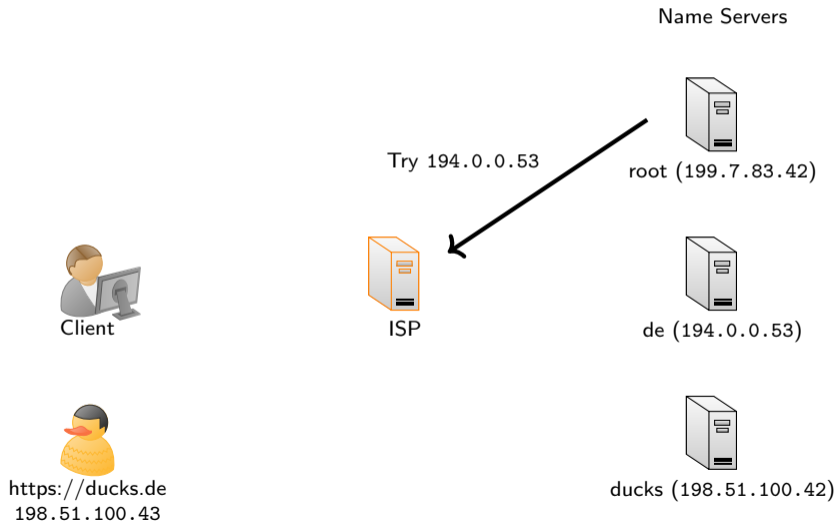 Name Servers
Try 194.0.0.53
root (199.7.83.42)
Client
ISP
de (194.0.0.53)
https://ducks.de
198.51.100.43
ducks (198.51.100.42)